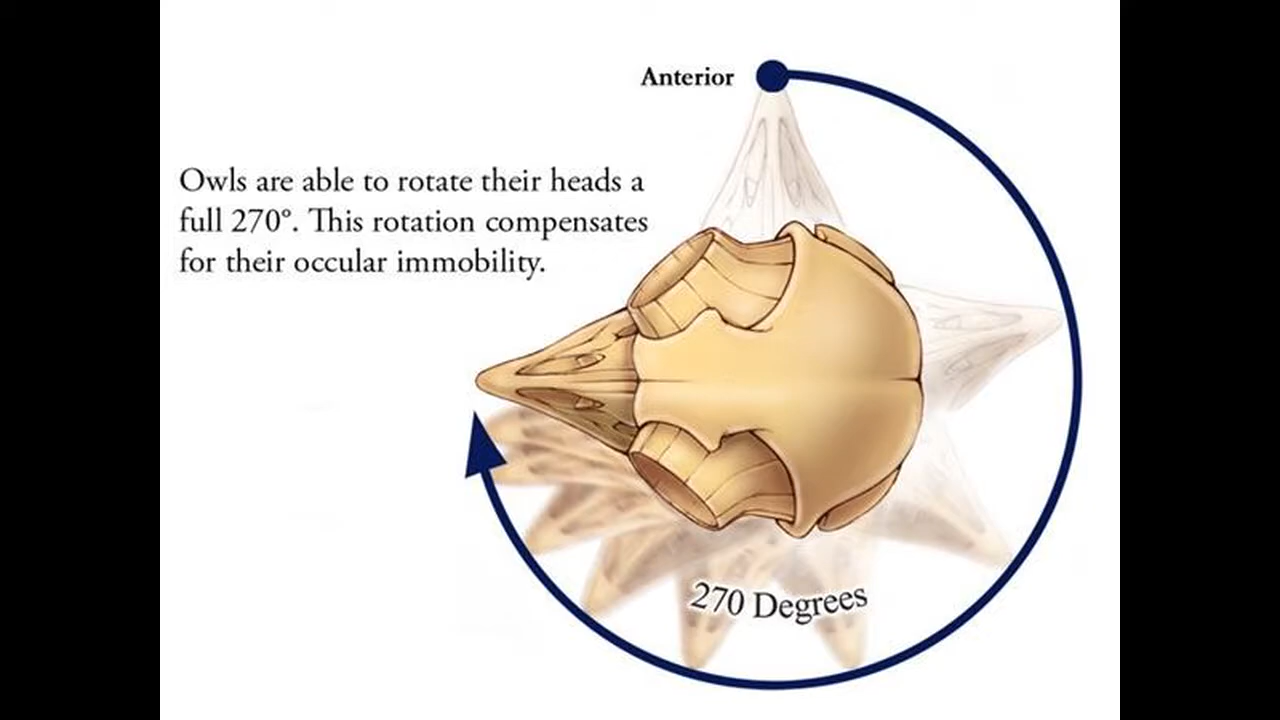 Anterior
Owls are able to rotate their heads a
full 270°. This rotation compensates
for their occular immobility.
270 Degrees